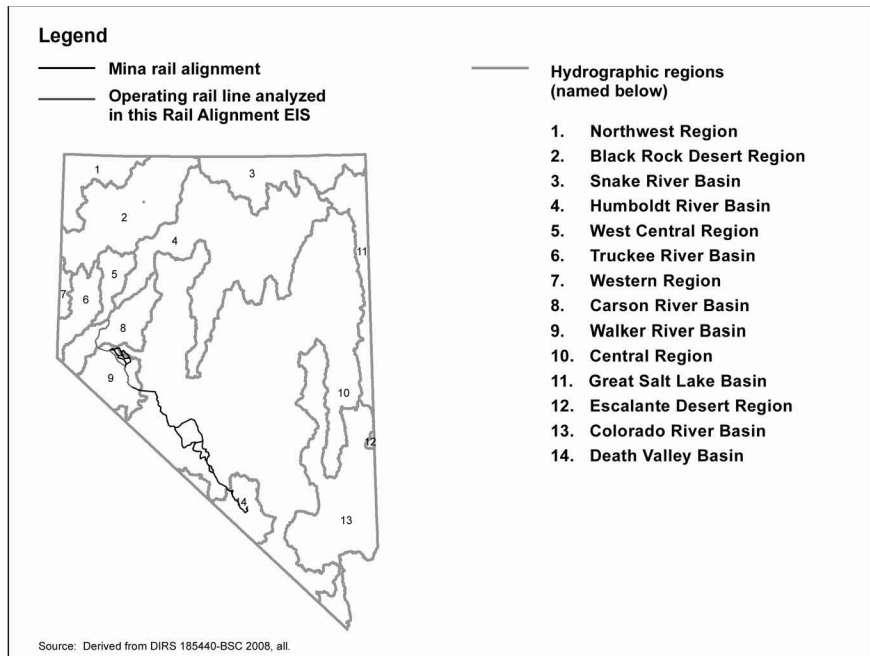 Legend
Mina rail alignment
Operating rail line analyzed
in this Rail Alignment EIS
Hydrographic regions
(named below)
1. Northwest Region
2. Black Rock Desert Region
3. Snake River Basin
4. Humboldt River Basin
5. West Central Region
6. Truckee River Basin
7. Western Region
8. Carson River Basin
9. Walker River Basin
10. Central Region
11. Great Salt Lake Basin
12. Escalante Desert Region
13. Colorado River Basin
14. Death Valley Basin
1
3
2
4
11
5
7
6
8
9
10
12
14
13
Source: Derived from DIRS 185440-BSC 2008, all.